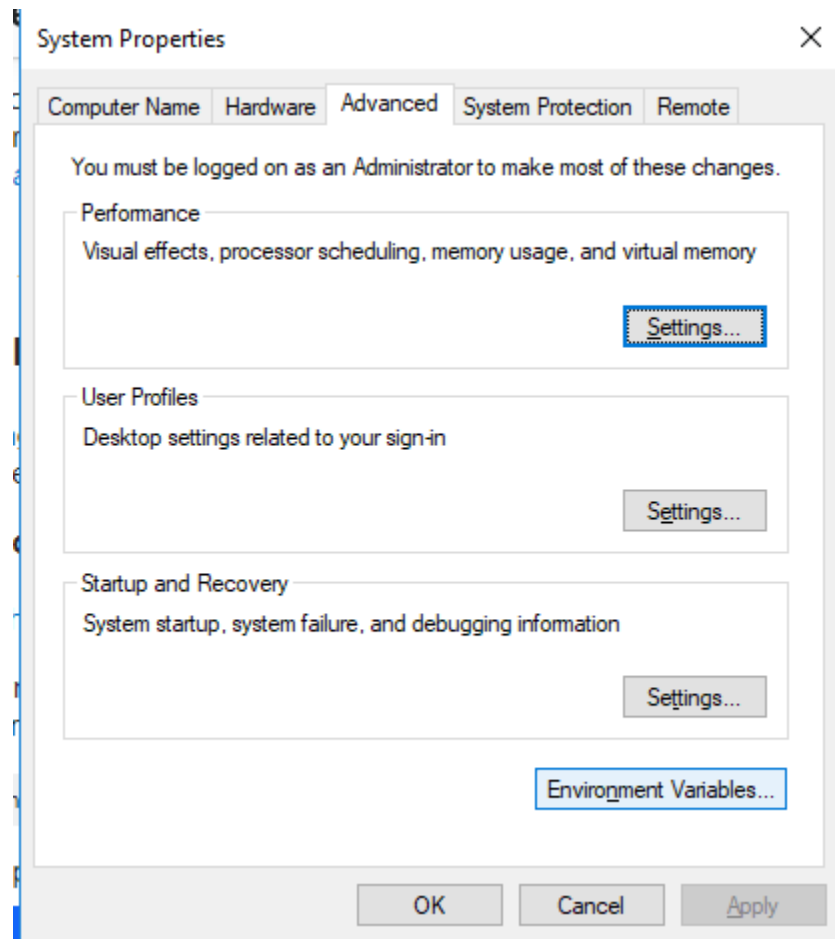 System Properties
Computer Name Hardware Advanced System Protection Remote
You must be logged on as an Administrator to make most of these changes.
Performance
Visual effects, processor scheduling, memory usage, and virtual memory
Settings...
User Profiles
Desktop settings related to your sign-in
Settings...
Startup and Recovery
System startup, system failure, and debugging information
Settings...
Environment Variables...
OK Cancel Apply